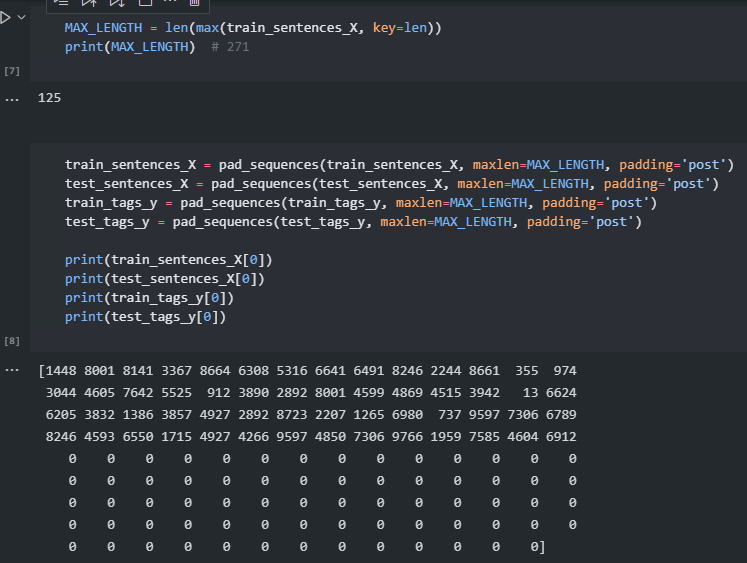 MAX_LENGTH = len(max(train_sentences_X, key=len))
print(MAX_LENGTH)  # 271
[7]
... 125
train_sentences_X = pad_sequences(train_sentences_X, maxlen=MAX_LENGTH, padding='post')
test_sentences_X = pad_sequences(test_sentences_X, maxlen=MAX_LENGTH, padding='post')
train_tags_y = pad_sequences(train_tags_y, maxlen=MAX_LENGTH, padding='post')
test_tags_y = pad_sequences(test_tags_y, maxlen=MAX_LENGTH, padding='post')
print(train_sentences_X[0])
print(test_sentences_X[0])
print(train_tags_y[0])
print(test_tags_y[0])
[8]
... [1448 8001 8141 3367 8664 6308 5316 6641 6491 8246 2244 8661  355  974
 3044 4605 7642 5525  912 3890 2892 8001 4599 4869 4515 3942   13 6624
 6205 3832 1386 3857 4927 2892 8723 2207 1265 6980  737 9597 7306 6789
 8246 4593 6550 1715 4927 4266 9597 4850 7306 9766 1959 7585 4604 6912
    0    0    0    0    0    0    0    0    0    0    0    0    0    0
    0    0    0    0    0    0    0    0    0    0    0    0    0    0
    0    0    0    0    0    0    0    0    0    0    0    0    0    0
    0    0    0    0    0    0    0    0    0    0    0    0    0    0
    0    0    0    0    0    0    0    0    0    0    0    0    0]